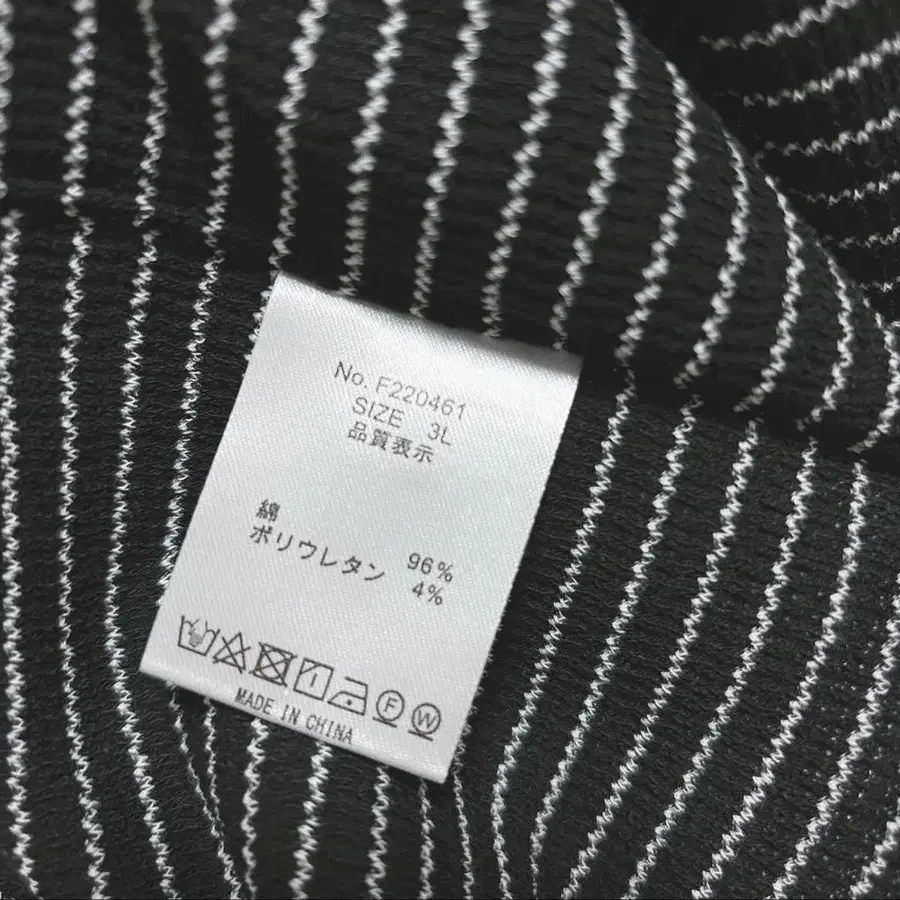 No. F220461
SIZE 3L
品質表示
綿 96%
ポリウレタン 4%
F
W
MADE IN CHINA